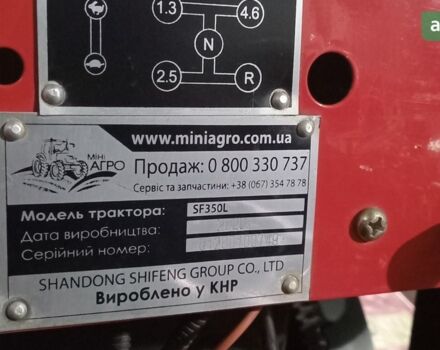 1.3 4.6
N
2.5 R
www.miniagro.com.ua
МІНІ
АГРО
Продаж: 0 800 330 737
Сервіс та запчастини: +38 (067) 354 78 78
Модель трактора: SF350L
Дата виробництва:
Серійний номер:
SHANDONG SHIFENG GROUP CO., LTD
Вироблено у КНР